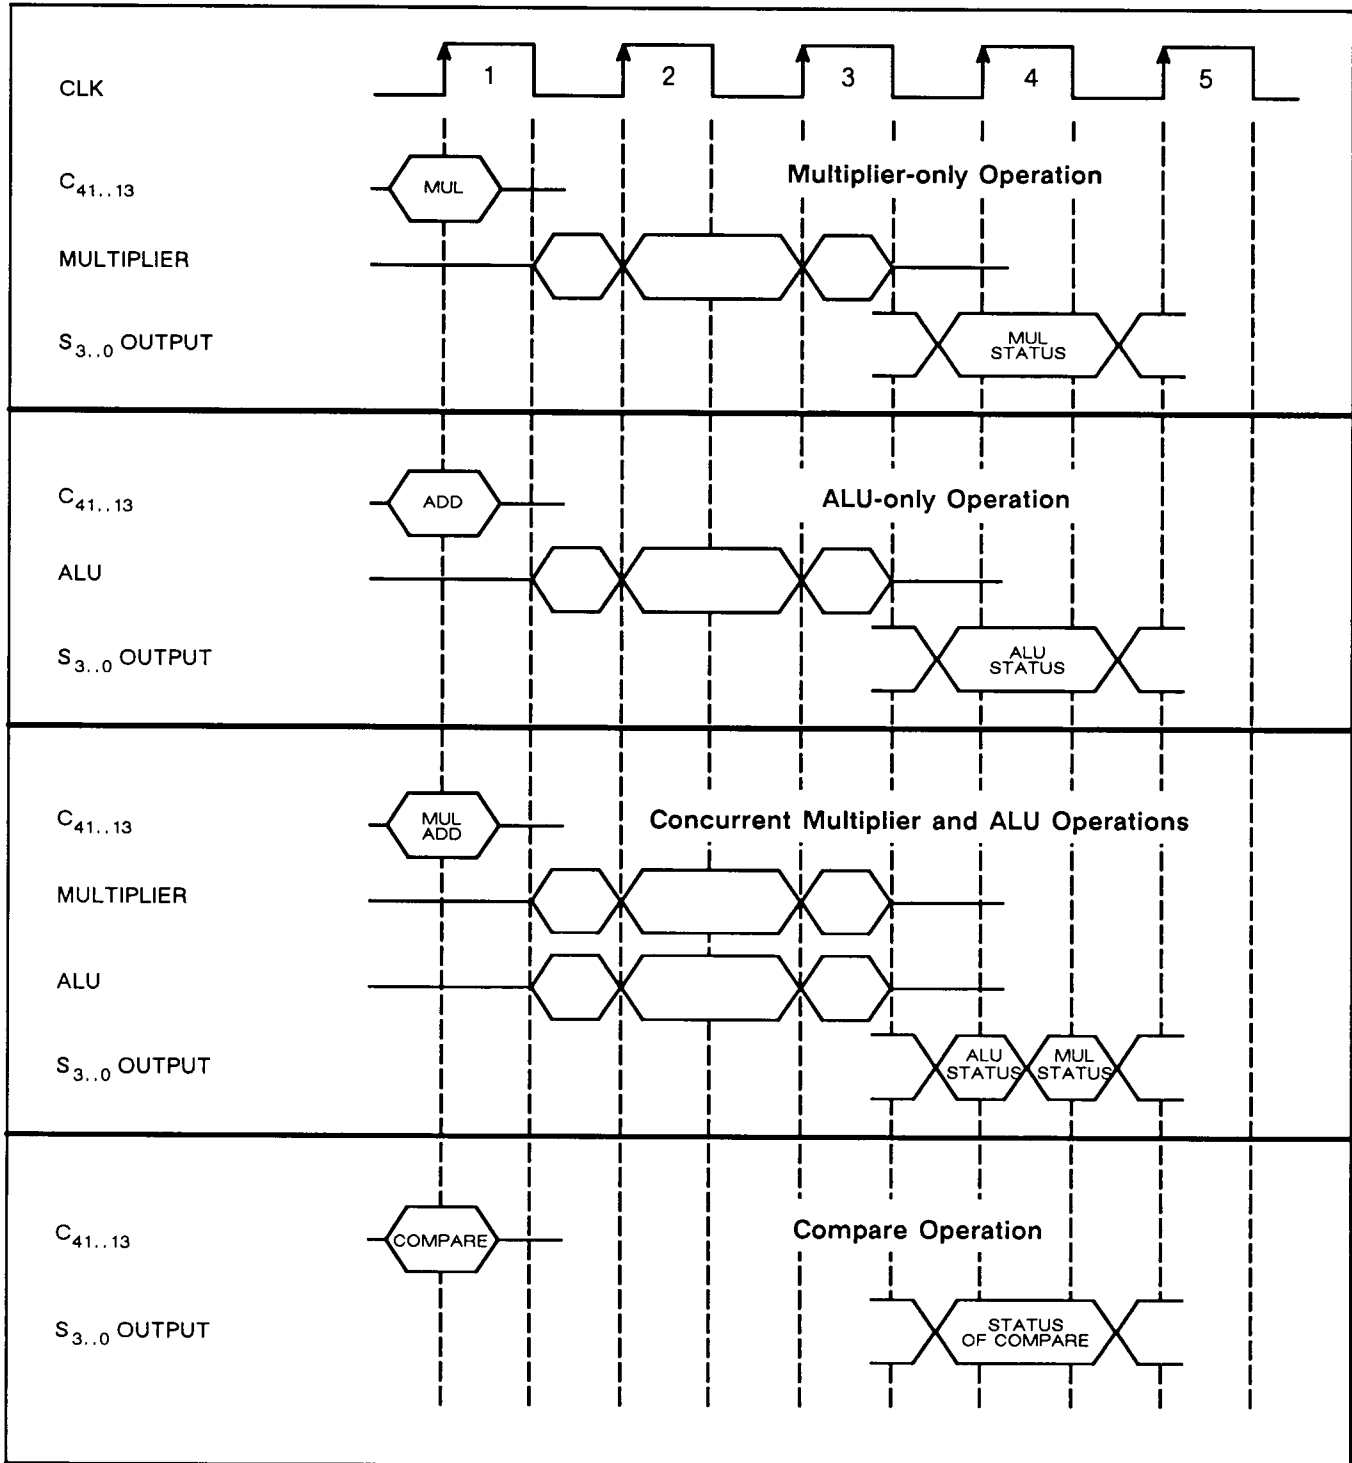 1 2 3 4 5
CLK
C41..13 MUL Multiplier-only Operation
MULTIPLIER
S3..0 OUTPUT MUL STATUS
C41..13 ADD ALU-only Operation
ALU
S3..0 OUTPUT ALU STATUS
C41..13 MUL ADD Concurrent Multiplier and ALU Operations
MULTIPLIER
ALU
S3..0 OUTPUT ALU STATUS MUL STATUS
C41..13 COMPARE Compare Operation
S3..0 OUTPUT STATUS OF COMPARE